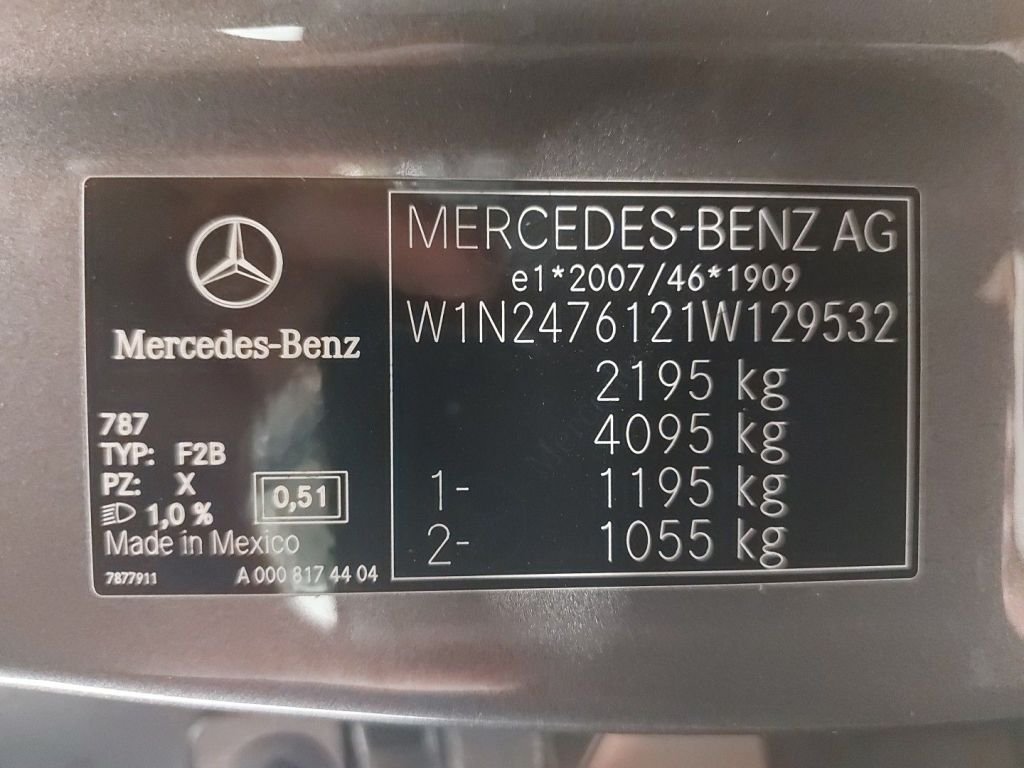 Mercedes-Benz
787
TYP: F2B
PZ: X
1,0 %
0,51
Made in Mexico
7877911 A 000 817 44 04
MERCEDES-BENZ AG
e1*2007/46*1909
W1N2476121W129532
2195 kg
4095 kg
1- 1195 kg
2- 1055 kg